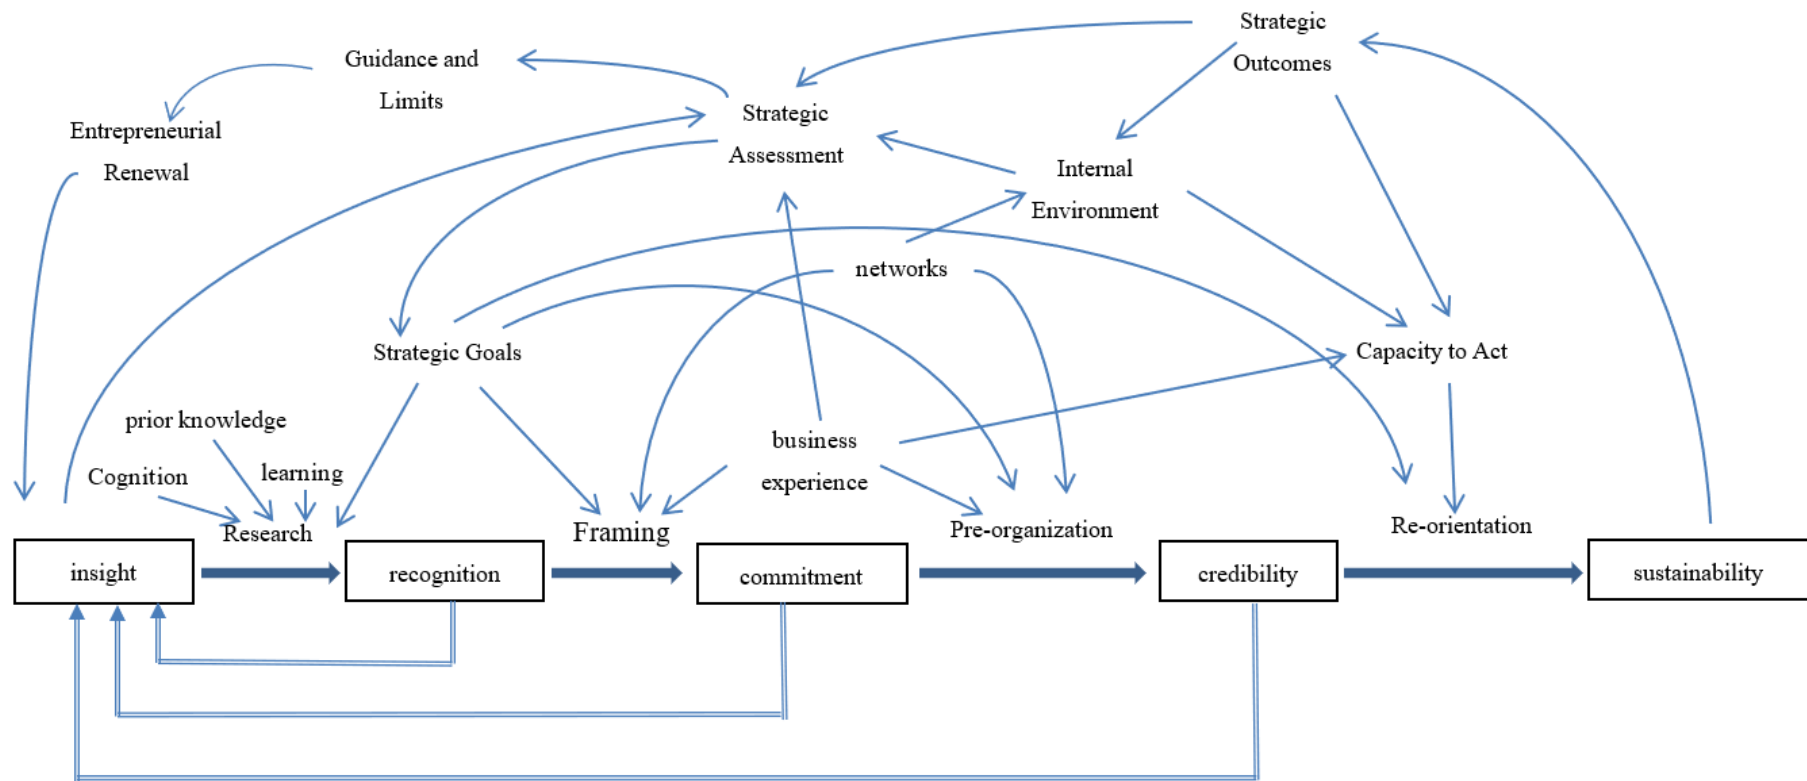 Strategic
Outcomes
Guidance and
Limits
Strategic
Assessment
Entrepreneurial
Renewal
Internal
Environment
networks
Strategic Goals
Capacity to Act
prior knowledge
business
experience
Cognition
learning
Research
Framing
Pre-organization
Re-orientation
insight
recognition
commitment
credibility
sustainability